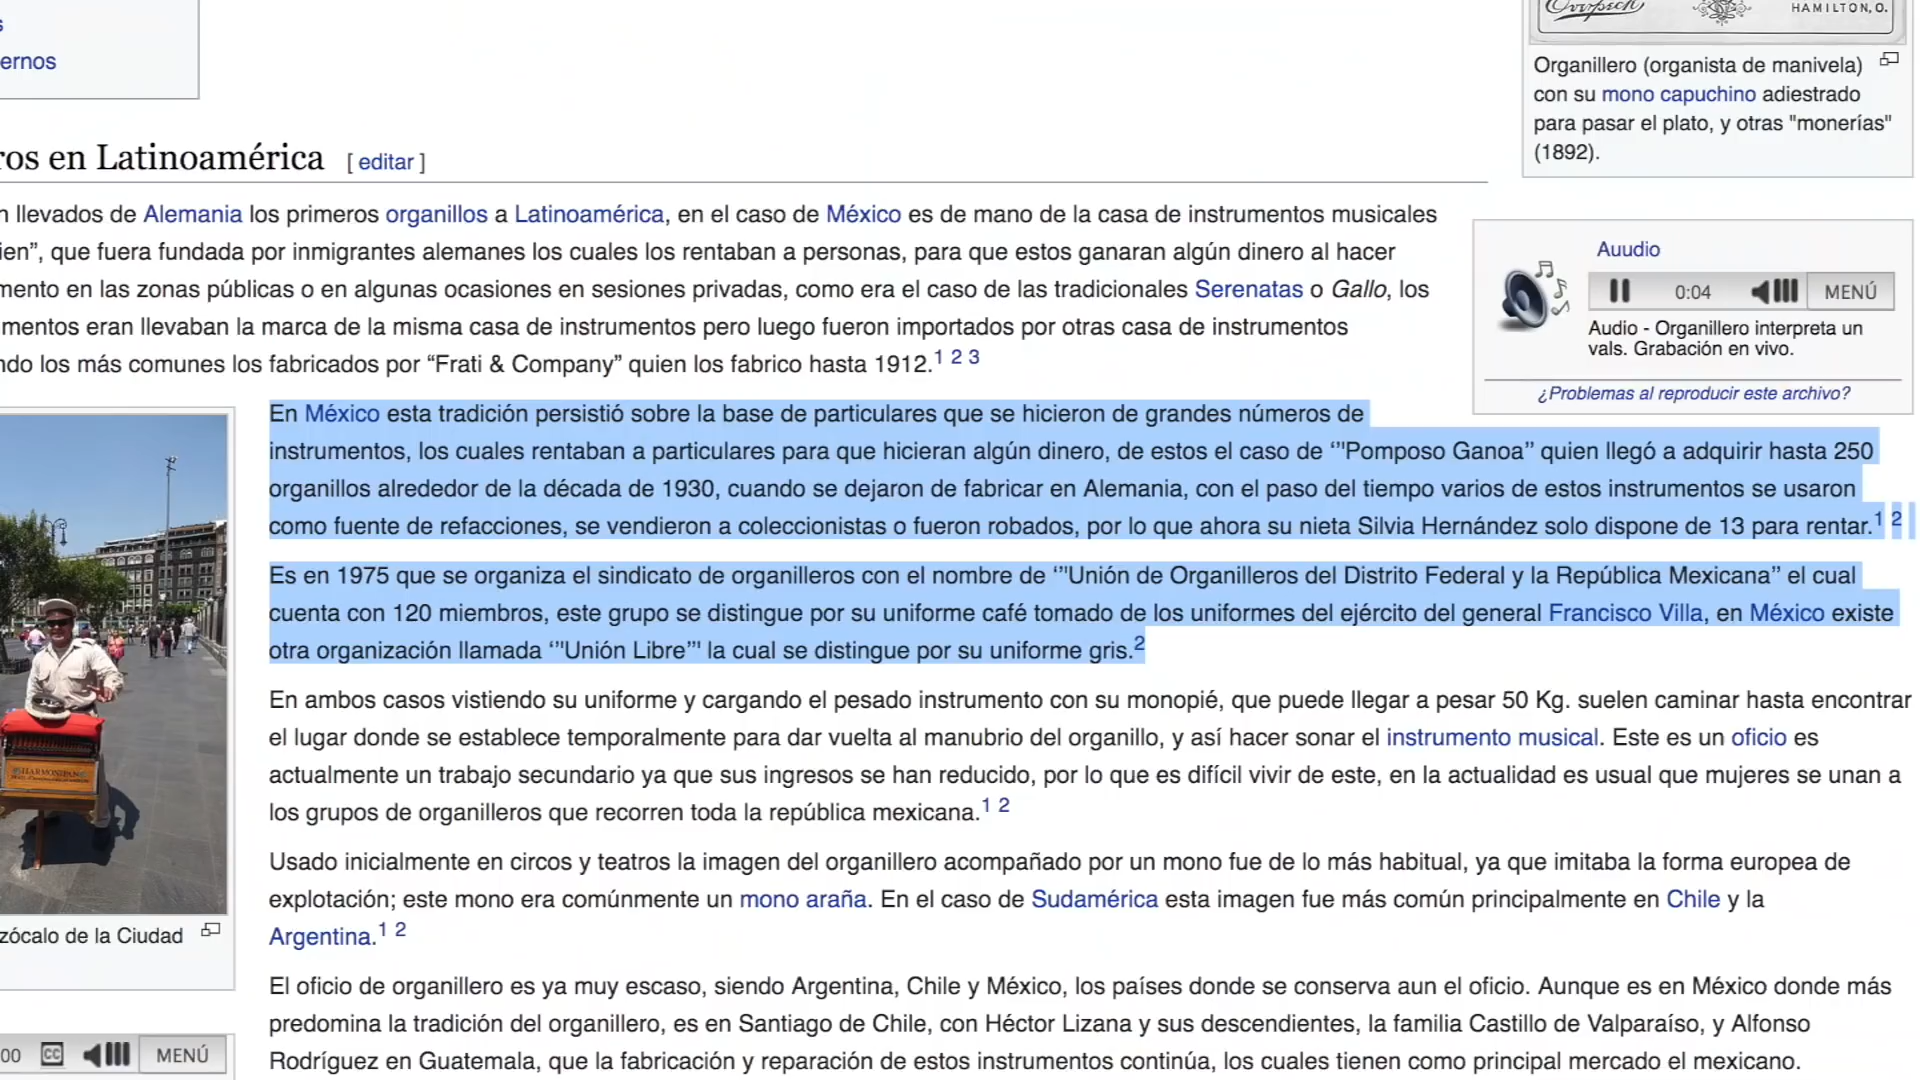 ernos
HAMILTON, O.
Organillero (organista de manivela)
con su mono capuchino adiestrado
para pasar el plato, y otras "monerías"
(1892).
ros en Latinoamérica [ editar ]
n llevados de Alemania los primeros organillos a Latinoamérica, en el caso de México es de mano de la casa de instrumentos musicales
ien”, que fuera fundada por inmigrantes alemanes los cuales los rentaban a personas, para que estos ganaran algún dinero al hacer
mento en las zonas públicas o en algunas ocasiones en sesiones privadas, como era el caso de las tradicionales Serenatas o Gallo, los
mentos eran llevaban la marca de la misma casa de instrumentos pero luego fueron importados por otras casa de instrumentos
ndo los más comunes los fabricados por “Frati & Company” quien los fabrico hasta 1912.1 2 3
Auudio
0:04 MENÚ
Audio - Organillero interpreta un
vals. Grabación en vivo.
¿Problemas al reproducir este archivo?
En México esta tradición persistió sobre la base de particulares que se hicieron de grandes números de
instrumentos, los cuales rentaban a particulares para que hicieran algún dinero, de estos el caso de ‘"Pomposo Ganoa” quien llegó a adquirir hasta 250
organillos alrededor de la década de 1930, cuando se dejaron de fabricar en Alemania, con el paso del tiempo varios de estos instrumentos se usaron
como fuente de refacciones, se vendieron a coleccionistas o fueron robados, por lo que ahora su nieta Silvia Hernández solo dispone de 13 para rentar.1 2
Es en 1975 que se organiza el sindicato de organilleros con el nombre de ‘"Unión de Organilleros del Distrito Federal y la República Mexicana” el cual
cuenta con 120 miembros, este grupo se distingue por su uniforme café tomado de los uniformes del ejército del general Francisco Villa, en México existe
otra organización llamada ‘"Unión Libre”' la cual se distingue por su uniforme gris.2
En ambos casos vistiendo su uniforme y cargando el pesado instrumento con su monopié, que puede llegar a pesar 50 Kg. suelen caminar hasta encontrar
el lugar donde se establece temporalmente para dar vuelta al manubrio del organillo, y así hacer sonar el instrumento musical. Este es un oficio es
actualmente un trabajo secundario ya que sus ingresos se han reducido, por lo que es difícil vivir de este, en la actualidad es usual que mujeres se unan a
los grupos de organilleros que recorren toda la república mexicana.1 2
Usado inicialmente en circos y teatros la imagen del organillero acompañado por un mono fue de lo más habitual, ya que imitaba la forma europea de
explotación; este mono era comúnmente un mono araña. En el caso de Sudamérica esta imagen fue más común principalmente en Chile y la
Argentina.1 2
El oficio de organillero es ya muy escaso, siendo Argentina, Chile y México, los países donde se conserva aun el oficio. Aunque es en México donde más
predomina la tradición del organillero, es en Santiago de Chile, con Héctor Lizana y sus descendientes, la familia Castillo de Valparaíso, y Alfonso
Rodríguez en Guatemala, que la fabricación y reparación de estos instrumentos continúa, los cuales tienen como principal mercado el mexicano.
HARMONIPAN
zócalo de la Ciudad
00 CC MENÚ